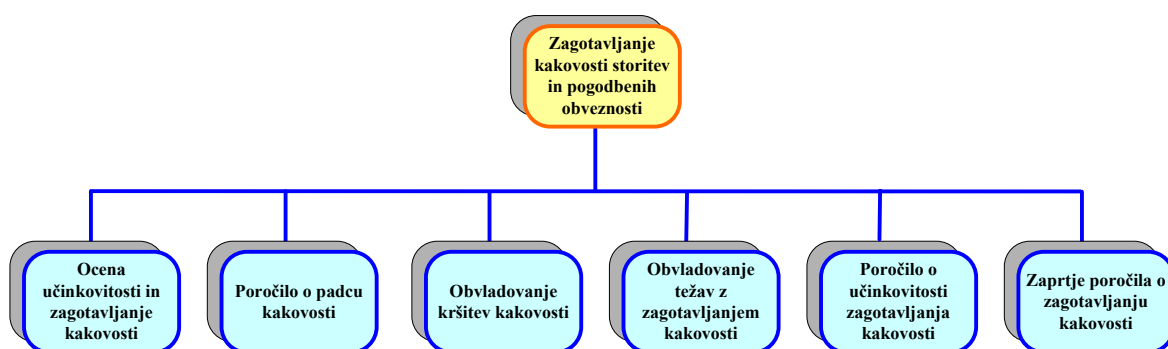 Zagotavljanje
kakovosti storitev
in pogodbenih
obveznosti
Ocena
učinkovitosti in
zagotavljanje
kakovosti
Poročilo o padcu
kakovosti
Obvladovanje
kršitev kakovosti
Obvladovanje
težav z
zagotavljanjem
kakovosti
Poročilo o
učinkovitosti
zagotavljanja
kakovosti
Zaprtje poročila o
zagotavljanju
kakovosti